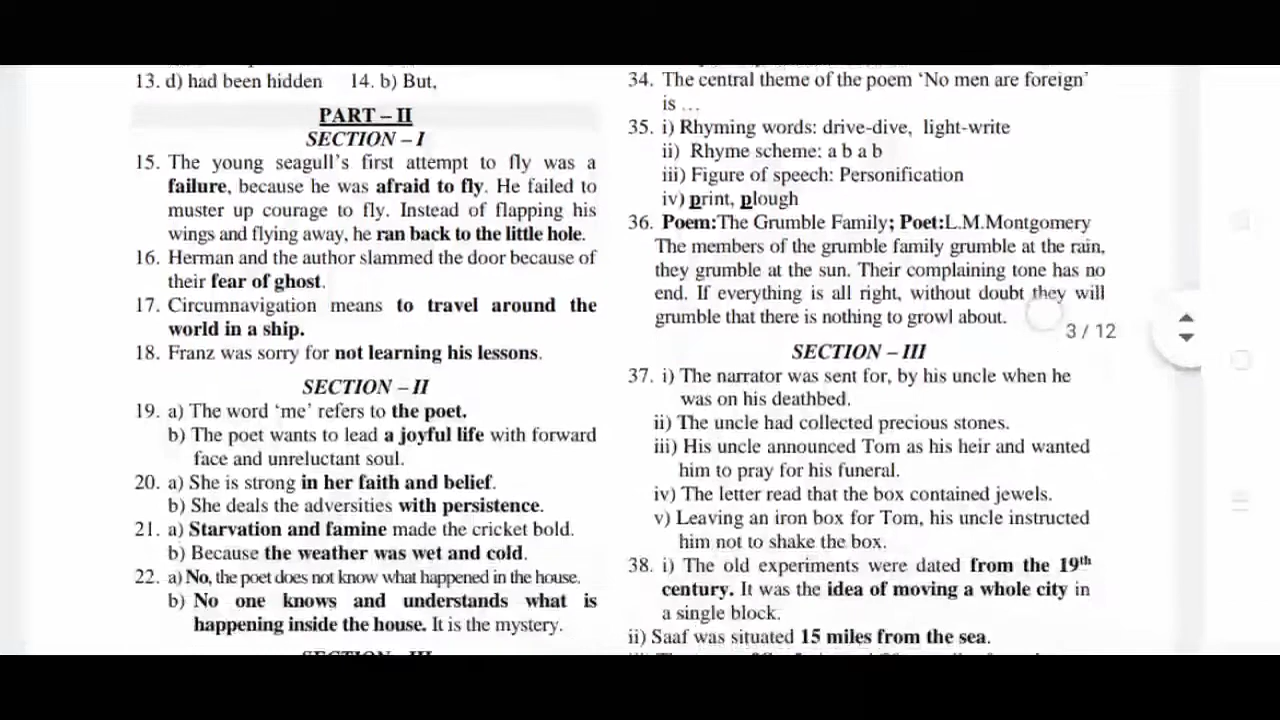 13. d) had been hidden 14. b) But,
PART – II
SECTION – I
15. The young seagull's first attempt to fly was a
failure, because he was afraid to fly. He failed to
muster up courage to fly. Instead of flapping his
wings and flying away, he ran back to the little hole.
16. Herman and the author slammed the door because of
their fear of ghost.
17. Circumnavigation means to travel around the
world in a ship.
18. Franz was sorry for not learning his lessons.
SECTION – II
19. a) The word 'me' refers to the poet.
b) The poet wants to lead a joyful life with forward
face and unreluctant soul.
20. a) She is strong in her faith and belief.
b) She deals the adversities with persistence.
21. a) Starvation and famine made the cricket bold.
b) Because the weather was wet and cold.
22. a) No, the poet does not know what happened in the house.
b) No one knows and understands what is
happening inside the house. It is the mystery.
SECTION – III
34. The central theme of the poem 'No men are foreign'
is ...
35. i) Rhyming words: drive-dive, light-write
ii) Rhyme scheme: a b a b
iii) Figure of speech: Personification
iv) print, plough
36. Poem:The Grumble Family; Poet:L.M.Montgomery
The members of the grumble family grumble at the rain,
they grumble at the sun. Their complaining tone has no
end. If everything is all right, without doubt they will
grumble that there is nothing to growl about.
3 / 12
SECTION – III
37. i) The narrator was sent for, by his uncle when he
was on his deathbed.
ii) The uncle had collected precious stones.
iii) His uncle announced Tom as his heir and wanted
him to pray for his funeral.
iv) The letter read that the box contained jewels.
v) Leaving an iron box for Tom, his uncle instructed
him not to shake the box.
38. i) The old experiments were dated from the 19th
century. It was the idea of moving a whole city in
a single block.
ii) Saaf was situated 15 miles from the sea.